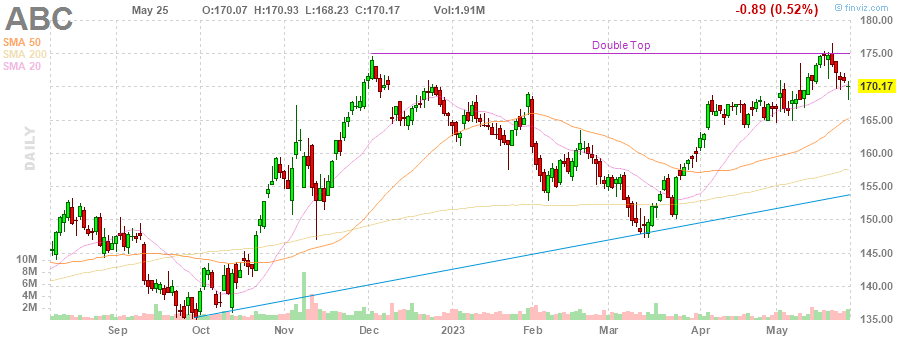 ABC May 25 O:170.07 H:170.93 L:168.23 C:170.17 Vol:1.91M -0.89 (0.52%) © finviz.com
SMA 50
SMA 200
SMA 20
Double Top
DAILY
180.00
175.00
170.17
165.00
160.00
155.00
150.00
145.00
140.00
135.00
10M
8M
6M
4M
2M
Sep Oct Nov Dec 2023 Feb Mar Apr May